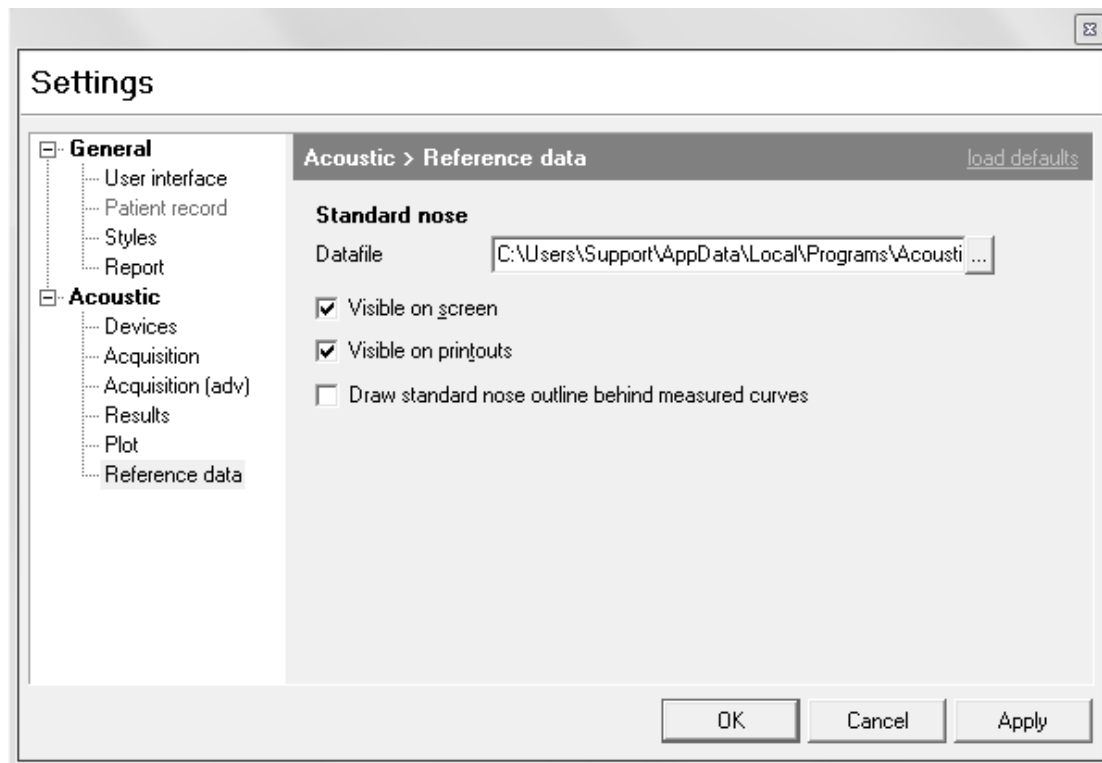 Settings
General
User interface
Patient record
Styles
Report
Acoustic
Devices
Acquisition
Acquisition (adv)
Results
Plot
Reference data
Acoustic > Reference data
load defaults
Standard nose
Datafile
C:\Users\Support\AppData\Local\Programs\Acousti
...
Visible on screen
Visible on printouts
Draw standard nose outline behind measured curves
OK
Cancel
Apply